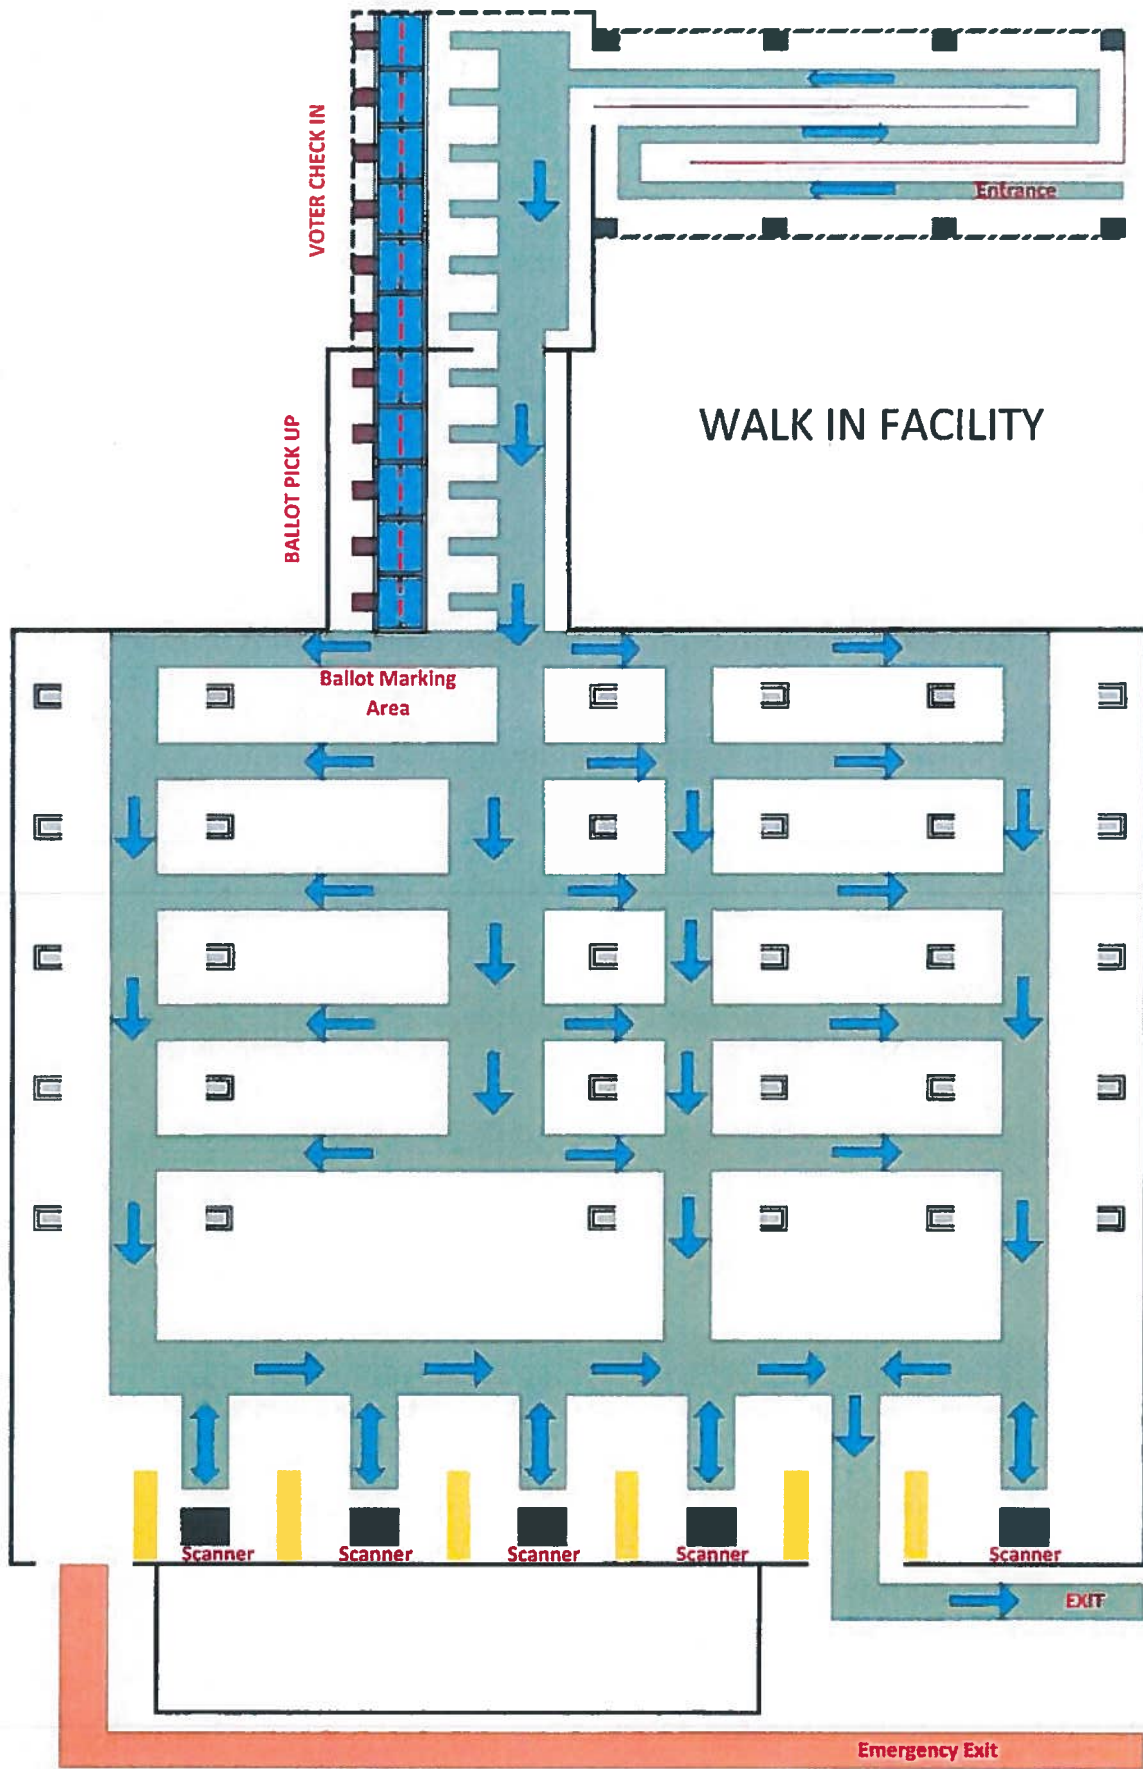 VOTER CHECK IN
Entrance
WALK IN FACILITY
BALLOT PICK UP
Ballot Marking
Area
Scanner
Scanner
Scanner
Scanner
Scanner
EXIT
Emergency Exit